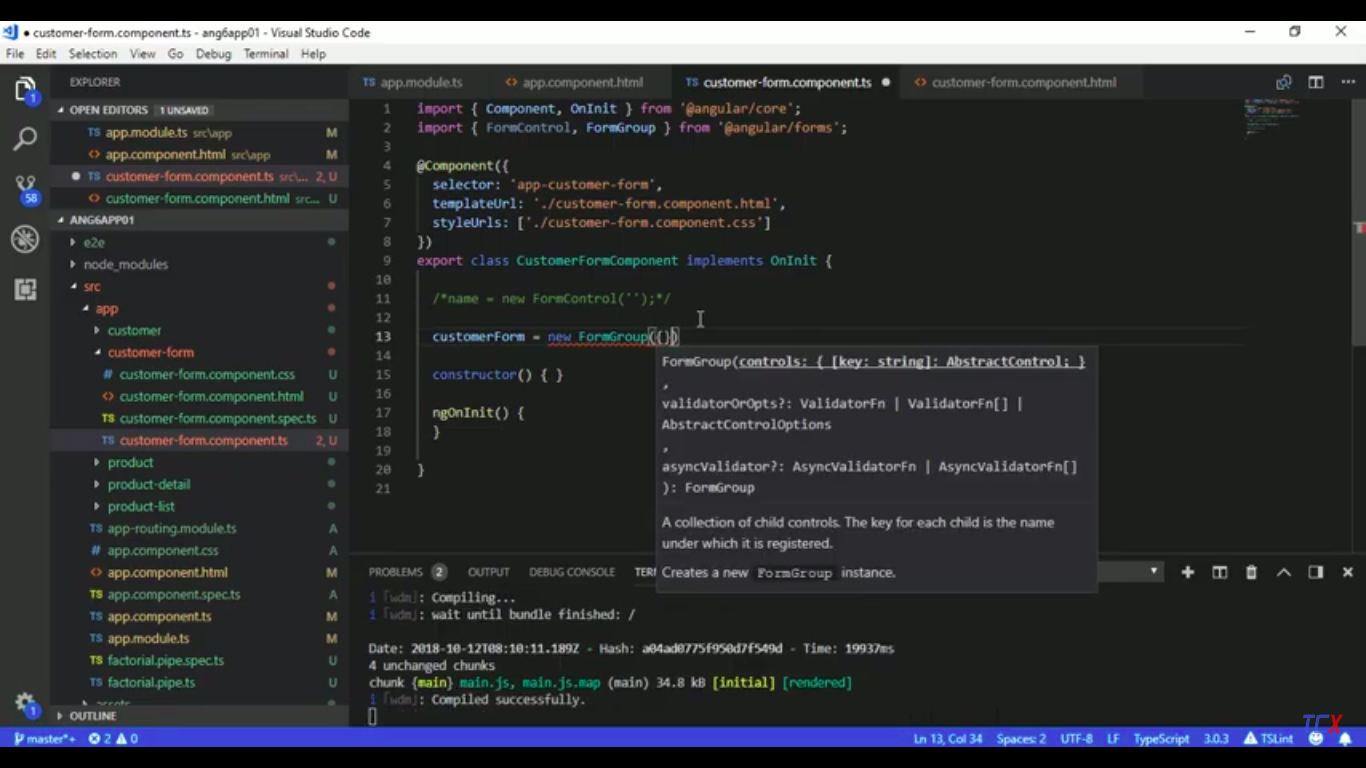 customer-form.component.ts - ang6app01 - Visual Studio Code
File Edit Selection View Go Debug Terminal Help
EXPLORER
OPEN EDITORS 1 UNSAVED
TS app.module.ts src\app M
<> app.component.html src\app M
● TS customer-form.component.ts src\... 2, U
<> customer-form.component.html src... U
ANG6APP01
e2e
node_modules
src
app
customer
customer-form
# customer-form.component.css U
<> customer-form.component.html U
TS customer-form.component.spec.ts U
TS customer-form.component.ts 2, U
product
product-detail
product-list
TS app-routing.module.ts A
# app.component.css A
<> app.component.html M
TS app.component.spec.ts A
TS app.component.ts M
TS app.module.ts M
TS factorial.pipe.spec.ts U
TS factorial.pipe.ts U
OUTLINE
1
58
1
TS app.module.ts <> app.component.html TS customer-form.component.ts ● <> customer-form.component.html
1 import { Component, OnInit } from '@angular/core';
2 import { FormControl, FormGroup } from '@angular/forms';
3
4 @Component({
5 selector: 'app-customer-form',
6 templateUrl: './customer-form.component.html',
7 styleUrls: ['./customer-form.component.css']
8 })
9 export class CustomerFormComponent implements OnInit {
10
11 /*name = new FormControl('');*/
12
13 customerForm = new FormGroup({})
14
15 constructor() { }
16
17 ngOnInit() {
18 }
19
20 }
21
FormGroup(controls: { [key: string]: AbstractControl; }
,
validatorOrOpts?: ValidatorFn | ValidatorFn[] |
AbstractControlOptions
,
asyncValidator?: AsyncValidatorFn | AsyncValidatorFn[]
): FormGroup
A collection of child controls. The key for each child is the name
under which it is registered.
Creates a new FormGroup instance.
PROBLEMS 2 OUTPUT DEBUG CONSOLE
i 「wdm」: Compiling...
i 「wdm」: wait until bundle finished: /
Date: 2018-10-12T08:10:11.189Z - Hash: a04ad0775f950d7f549d - Time: 19937ms
4 unchanged chunks
chunk {main} main.js, main.js.map (main) 34.8 kB [initial] [rendered]
i 「wdm」: Compiled successfully.
TCX
master*+ 2 0 Ln 13, Col 34 Spaces: 2 UTF-8 LF TypeScript 3.0.3 TSLint